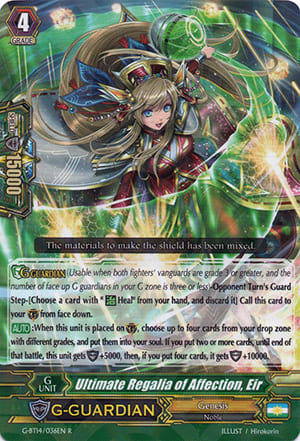 4
GRADE
15000
The materials to make the shield has been mixed.
G GUARDIAN (Usable when both fighters' vanguards are grade 3 or greater, and the
number of face up G guardians in your G zone is three or less)-Opponent Turn's Guard
Step-[Choose a card with "Heal" from your hand, and discard it] Call this card to
your from face down.
AUTO:When this unit is placed on , choose up to four cards from your drop zone
with different grades, and put them into your soul. If you put two or more cards, until end of
that battle, this unit gets +5000, then, if you put four cards, it gets +10000.
G
UNIT
Ultimate Regalia of Affection, Eir
G-GUARDIAN
Genesis
Noble
G-BT14/036EN R
ILLUST / Hirokorin